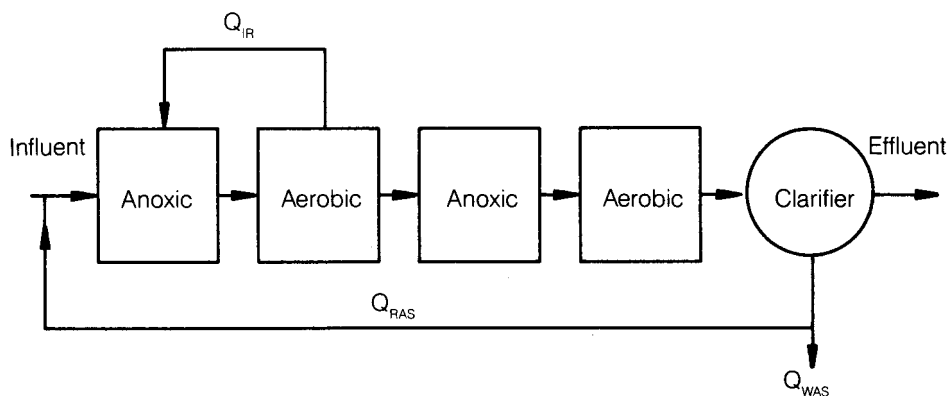 Q_IR
Influent
Anoxic
Aerobic
Anoxic
Aerobic
Clarifier
Effluent
Q_RAS
Q_WAS